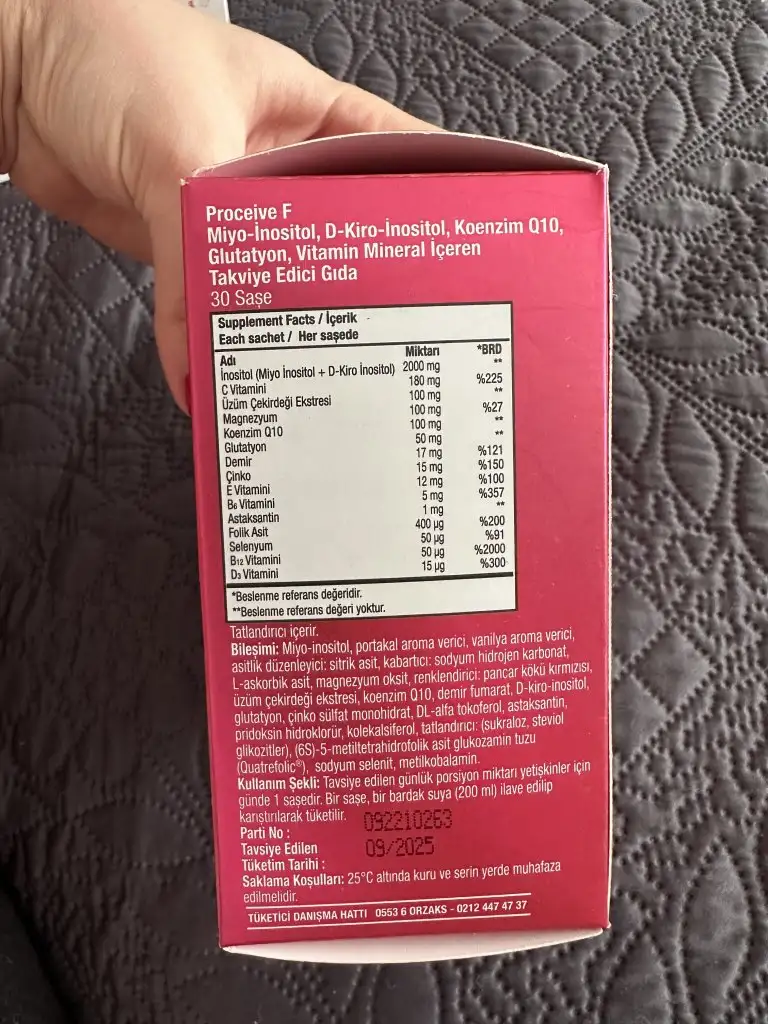 Proceive F
Miyo-İnositol, D-Kiro-İnositol, Koenzim Q10,
Glutatyon, Vitamin Mineral İçeren
Takviye Edici Gıda
30 Saşe
Supplement Facts / İçerik
Each sachet / Her saşede
Adı Miktarı *BRD
İnositol (Miyo İnositol + D-Kiro İnositol) 2000 mg **
C Vitamini 180 mg %225
Üzüm Çekirdeği Ekstresi 100 mg **
Magnezyum 100 mg %27
Koenzim Q10 100 mg **
Glutatyon 50 mg **
Demir 17 mg %121
Çinko 15 mg %150
E Vitamini 12 mg %100
B₆ Vitamini 5 mg %357
Astaksantin 1 mg **
Folik Asit 400 µg %200
Selenyum 50 µg %91
B₁₂ Vitamini 50 µg %2000
D₃ Vitamini 15 µg %300
*Beslenme referans değeridir.
**Beslenme referans değeri yoktur.
Tatlandırıcı içerir.
Bileşimi: Miyo-inositol, portakal aroma verici, vanilya aroma verici,
asitlik düzenleyici: sitrik asit, kabartıcı: sodyum hidrojen karbonat,
L-askorbik asit, magnezyum oksit, renklendirici: pancar kökü kırmızısı,
üzüm çekirdeği ekstresi, koenzim Q10, demir fumarat, D-kiro-inositol,
glutatyon, çinko sülfat monohidrat, DL-alfa tokoferol, astaksantin,
pridoksin hidroklorür, kolekalsiferol, tatlandırıcı: (sukraloz, steviol
glikozitler), (6S)-5-metiltetrahidrofolik asit glukozamin tuzu
(Quatrefolic®), sodyum selenit, metilkobalamin.
Kullanım Şekli: Tavsiye edilen günlük porsiyon miktarı yetişkinler için
günde 1 saşedir. Bir saşe, bir bardak suya (200 ml) ilave edilip
karıştırılarak tüketilir.
Parti No : 092210263
Tavsiye Edilen 09/2025
Tüketim Tarihi :
Saklama Koşulları: 25°C altında kuru ve serin yerde muhafaza
edilmelidir.
TÜKETİCİ DANIŞMA HATTI 0553 6 ORZAKS - 0212 447 47 37